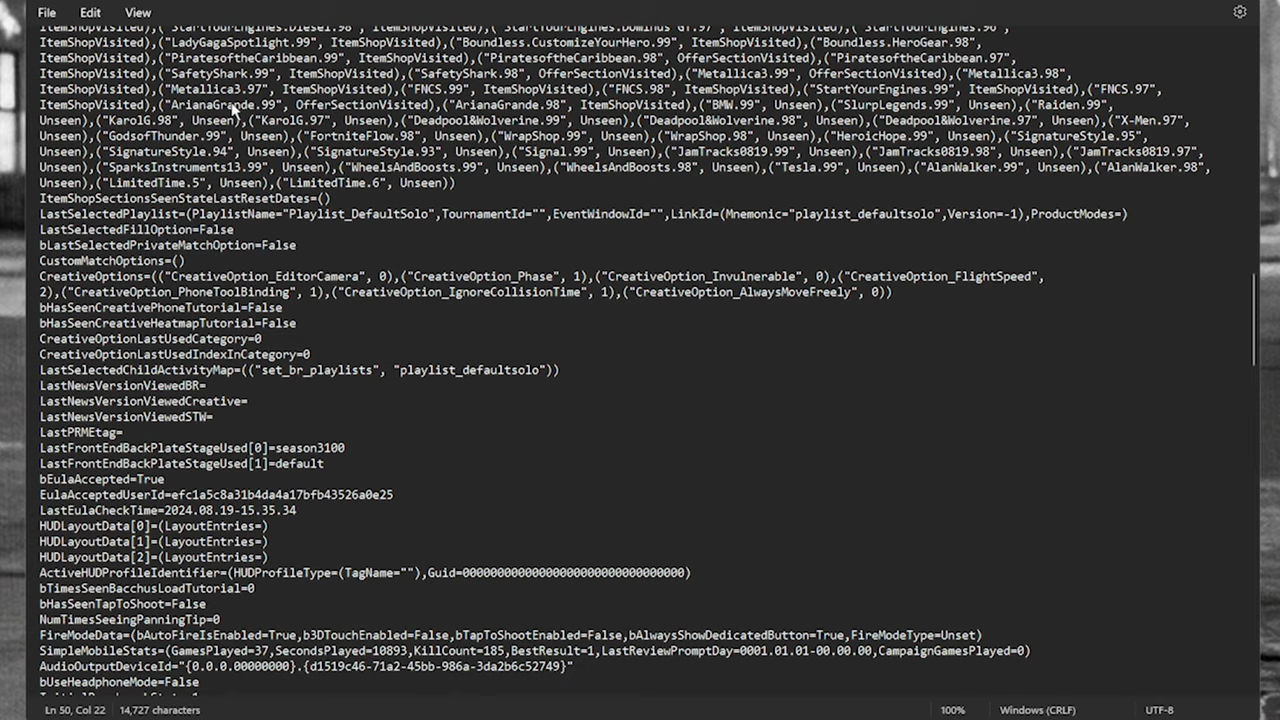 File Edit View
ItemShopVisited),("StartYourEngines.Diesel.98", ItemShopVisited),("StartYourEngines.Dominus GT.97", ItemShopVisited),("StartYourEngines.96",
ItemShopVisited),("LadyGagaSpotlight.99", ItemShopVisited),("Boundless.CustomizeYourHero.99", ItemShopVisited),("Boundless.HeroGear.98",
ItemShopVisited),("PiratesoftheCaribbean.99", ItemShopVisited),("PiratesoftheCaribbean.98", OfferSectionVisited),("PiratesoftheCaribbean.97",
ItemShopVisited),("SafetyShark.99", ItemShopVisited),("SafetyShark.98", OfferSectionVisited),("Metallica3.99", OfferSectionVisited),("Metallica3.98",
ItemShopVisited),("Metallica3.97", ItemShopVisited),("FNCS.99", ItemShopVisited),("FNCS.98", ItemShopVisited),("StartYourEngines.99", ItemShopVisited),("FNCS.97",
ItemShopVisited),("ArianaGrande.99", OfferSectionVisited),("ArianaGrande.98", ItemShopVisited),("BMW.99", Unseen),("SlurpLegends.99", Unseen),("Raiden.99",
Unseen),("KarolG.98", Unseen),("KarolG.97", Unseen),("Deadpool&Wolverine.99", Unseen),("Deadpool&Wolverine.98", Unseen),("Deadpool&Wolverine.97", Unseen),("X-Men.97",
Unseen),("GodsofThunder.99", Unseen),("FortniteFlow.98", Unseen),("WrapShop.99", Unseen),("WrapShop.98", Unseen),("HeroicHope.99", Unseen),("SignatureStyle.95",
Unseen),("SignatureStyle.94", Unseen),("SignatureStyle.93", Unseen),("Signal.99", Unseen),("JamTracks0819.99", Unseen),("JamTracks0819.98", Unseen),("JamTracks0819.97",
Unseen),("SparksInstruments13.99", Unseen),("WheelsAndBoosts.99", Unseen),("WheelsAndBoosts.98", Unseen),("Tesla.99", Unseen),("AlanWalker.99", Unseen),("AlanWalker.98",
Unseen),("LimitedTime.5", Unseen),("LimitedTime.6", Unseen))
ItemShopSectionsSeenStateLastResetDates=()
LastSelectedPlaylist=(PlaylistName="Playlist_DefaultSolo",TournamentId="",EventWindowId="",LinkId=(Mnemonic="playlist_defaultsolo",Version=-1),ProductModes=)
LastSelectedFillOption=False
bLastSelectedPrivateMatchOption=False
CustomMatchOptions=()
CreativeOptions=(("CreativeOption_EditorCamera", 0),("CreativeOption_Phase", 1),("CreativeOption_Invulnerable", 0),("CreativeOption_FlightSpeed",
2),("CreativeOption_PhoneToolBinding", 1),("CreativeOption_IgnoreCollisionTime", 1),("CreativeOption_AlwaysMoveFreely", 0))
bHasSeenCreativePhoneTutorial=False
bHasSeenCreativeHeatmapTutorial=False
CreativeOptionLastUsedCategory=0
CreativeOptionLastUsedIndexInCategory=0
LastSelectedChildActivityMap=(("set_br_playlists", "playlist_defaultsolo"))
LastNewsVersionViewedBR=
LastNewsVersionViewedCreative=
LastNewsVersionViewedSTW=
LastPRMEtag=
LastFrontEndBackPlateStageUsed[0]=season3100
LastFrontEndBackPlateStageUsed[1]=default
bEulaAccepted=True
EulaAcceptedUserId=efc1a5c8a31b4da4a17bfb43526a0e25
LastEulaCheckTime=2024.08.19-15.35.34
HUDLayoutData[0]=(LayoutEntries=)
HUDLayoutData[1]=(LayoutEntries=)
HUDLayoutData[2]=(LayoutEntries=)
ActiveHUDProfileIdentifier=(HUDProfileType=(TagName=""),Guid=00000000000000000000000000000000)
bTimesSeenBacchusLoadTutorial=0
bHasSeenTapToShoot=False
NumTimesSeeingPanningTip=0
FireModeData=(bAutoFireIsEnabled=True,b3DTouchEnabled=False,bTapToShootEnabled=False,bAlwaysShowDedicatedButton=True,FireModeType=Unset)
SimpleMobileStats=(GamesPlayed=37,SecondsPlayed=10893,KillCount=185,BestResult=1,LastReviewPromptDay=0001.01.01-00.00.00,CampaignGamesPlayed=0)
AudioOutputDeviceId="{0.0.0.00000000}.{d1519c46-71a2-45bb-986a-3da2b6c52749}"
bUseHeadphoneMode=False
Ln 50, Col 22 14,727 characters 100% Windows (CRLF) UTF-8